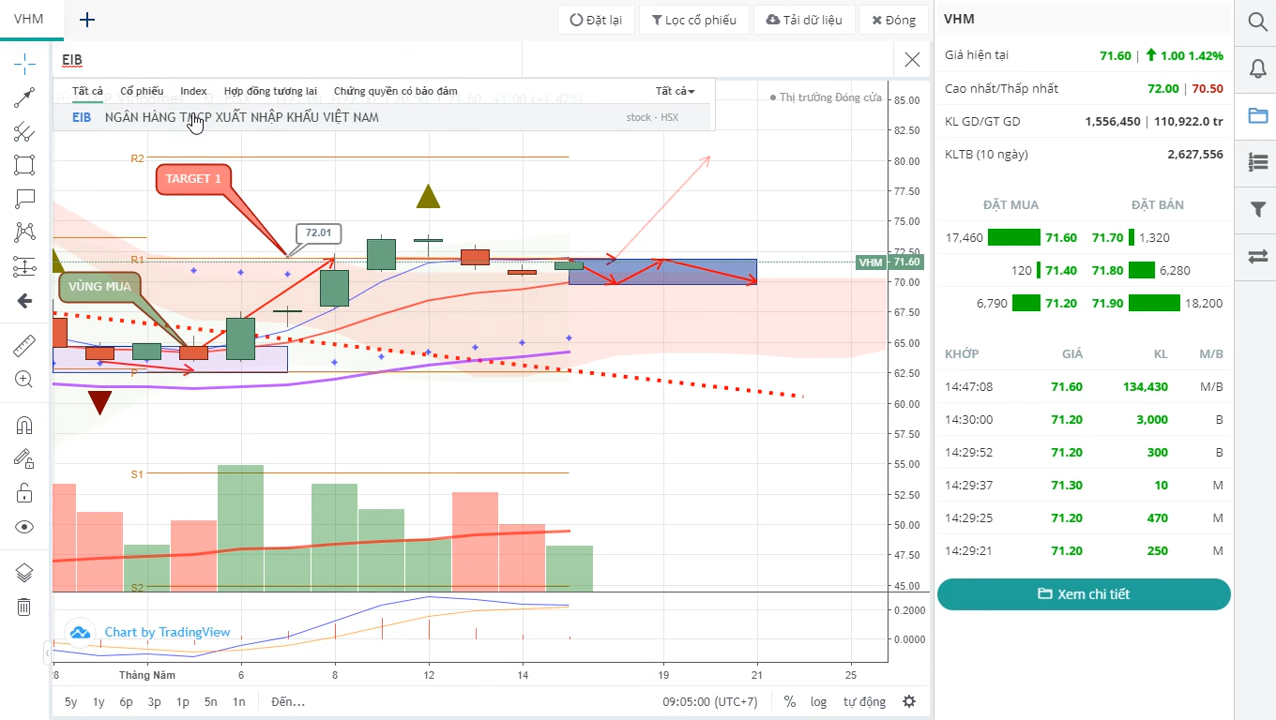 VHM
Đặt lại
Lọc cổ phiếu
Tải dữ liệu
Đóng
EIB
Tất cả Cổ phiếu Index Hợp đồng tương lai Chứng quyền có bảo đảm Tất cả
Thị trường Đóng cửa
EIB NGÂN HÀNG TMCP XUẤT NHẬP KHẨU VIỆT NAM stock - HSX
R2
TARGET 1
72.01
R1
VÙNG MUA
P
S1
S2
85.00
82.50
80.00
77.50
75.00
72.50
VHM 71.60
70.00
67.50
65.00
62.50
60.00
57.50
55.00
52.50
50.00
47.50
45.00
0.2000
0.0000
Chart by TradingView
8 Tháng Năm 6 8 12 14 19 21 25
5y 1y 6p 3p 1p 5n 1n Đến... 09:05:00 (UTC+7) % log tự động
VHM
Giá hiện tại 71.60 | 1.00 1.42%
Cao nhất/Thấp nhất 72.00 | 70.50
KL GD/GT GD 1,556,450 | 110,922.0 tr
KLTB (10 ngày) 2,627,556
ĐẶT MUA ĐẶT BÁN
17,460 71.60 71.70 1,320
120 71.40 71.80 6,280
6,790 71.20 71.90 18,200
KHỚP GIÁ KL M/B
14:47:08 71.60 134,430 M/B
14:30:00 71.20 3,000 B
14:29:52 71.20 300 B
14:29:37 71.30 10 M
14:29:25 71.20 470 M
14:29:21 71.20 250 M
Xem chi tiết